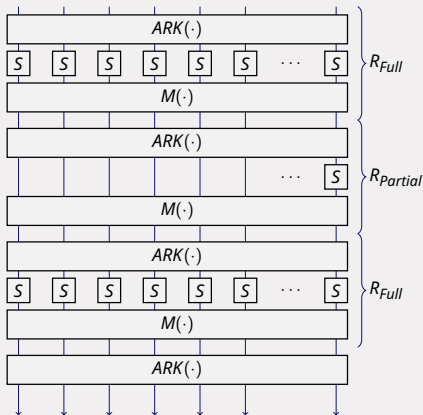 ARK(·)
S S S S S S ··· S
R_Full
M(·)
ARK(·)
··· S
R_Partial
M(·)
ARK(·)
S S S S S S ··· S
R_Full
M(·)
ARK(·)